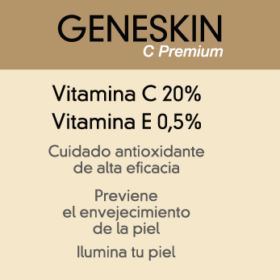 GENESKIN
C Premium
Vitamina C 20%
Vitamina E 0,5%
Cuidado antioxidante
de alta eficacia
Previene
el envejecimiento
de la piel
Ilumina tu piel